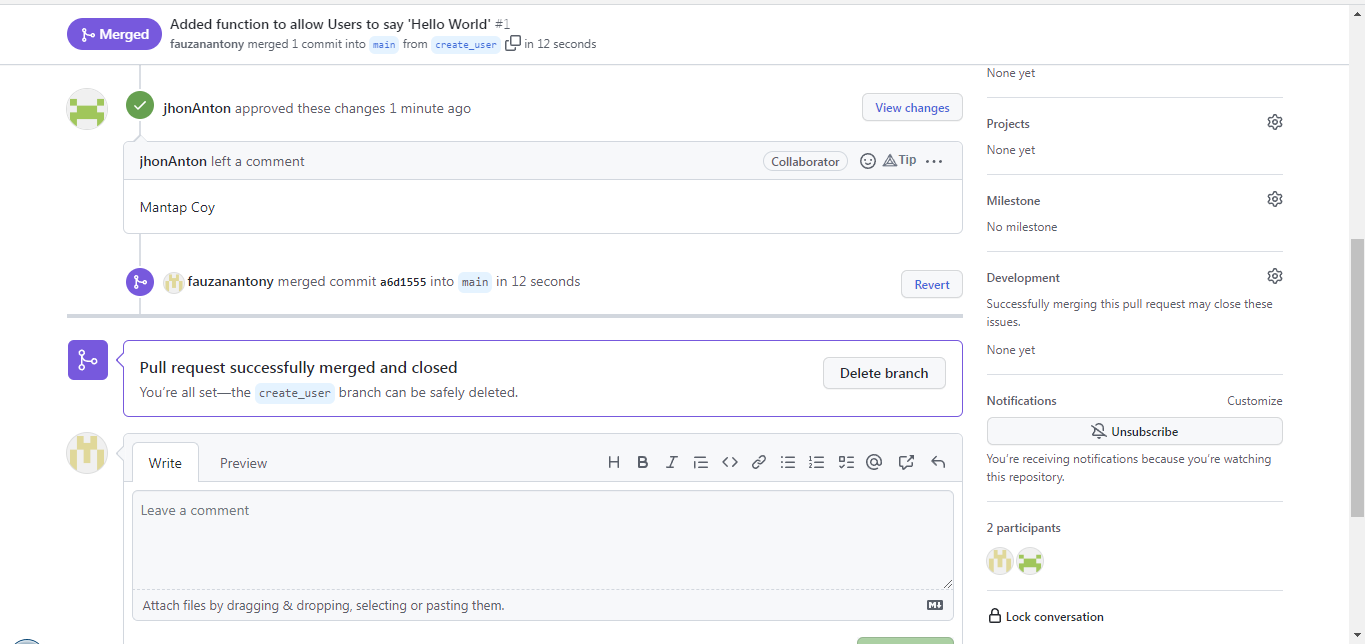 Merged
Added function to allow Users to say 'Hello World' #1
fauzanantony merged 1 commit into main from create_user in 12 seconds
jhonAnton approved these changes 1 minute ago
View changes
jhonAnton left a comment
Collaborator
Tip
Mantap Coy
fauzanantony merged commit a6d1555 into main in 12 seconds
Revert
Pull request successfully merged and closed
You're all set—the create_user branch can be safely deleted.
Delete branch
Write
Preview
H B I
Leave a comment
Attach files by dragging & dropping, selecting or pasting them.
None yet
Projects
None yet
Milestone
No milestone
Development
Successfully merging this pull request may close these
issues.
None yet
Notifications
Customize
Unsubscribe
You're receiving notifications because you're watching
this repository.
2 participants
Lock conversation